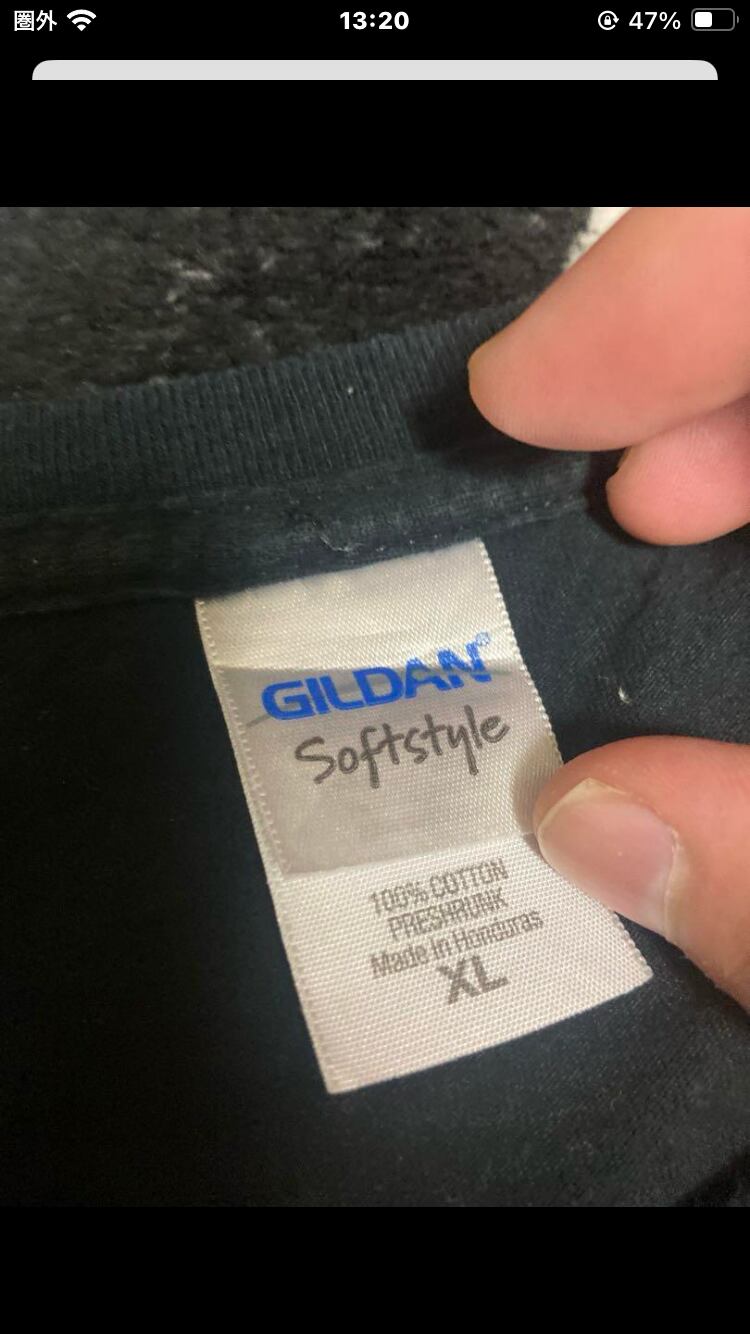 圏外 13:20 47%
GILDAN®
Softstyle
100% COTTON
PRESHRUNK
Made in Honduras
XL